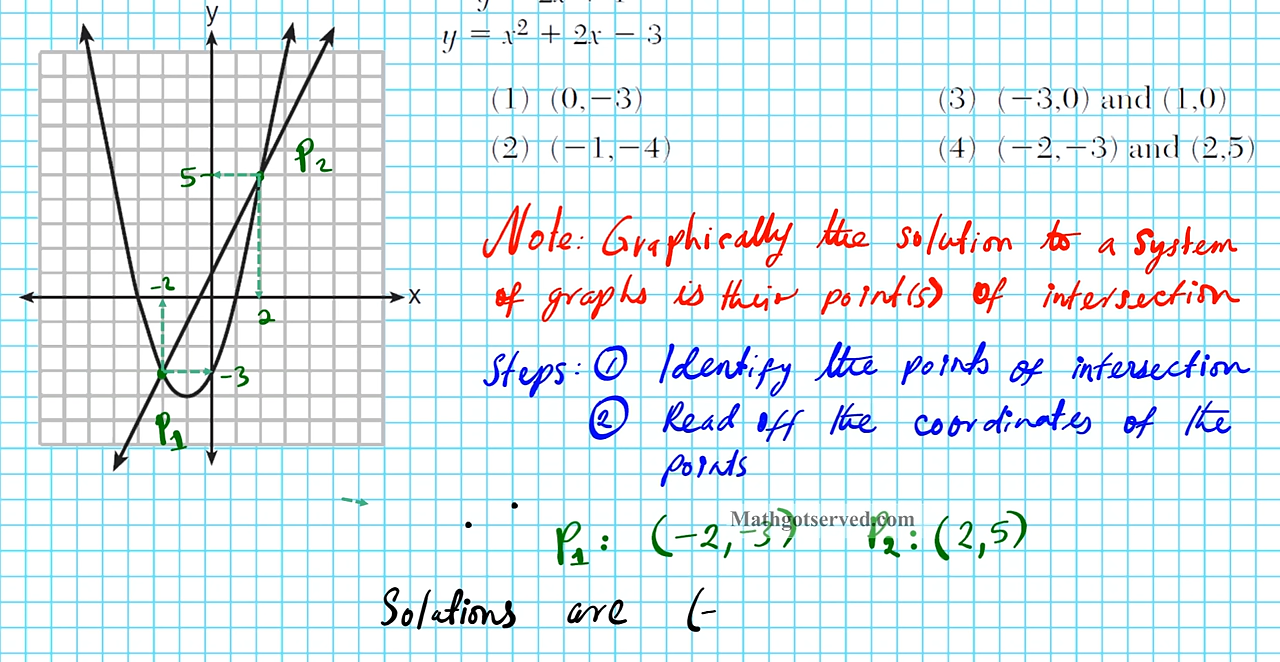 y
y = x² + 2x − 3
(1) (0,−3)
(3) (−3,0) and (1,0)
(2) (−1,−4)
(4) (−2,−3) and (2,5)
P₂
5
-2
x
2
-3
P₁
Note: Graphically the solution to a system
of graphs is their point(s) of intersection
Steps: ① Identify the points of intersection
② Read off the coordinates of the
points
Mathgotserved.com
∴ P₁: (-2,-3) P₂: (2,5)
Solutions are (-